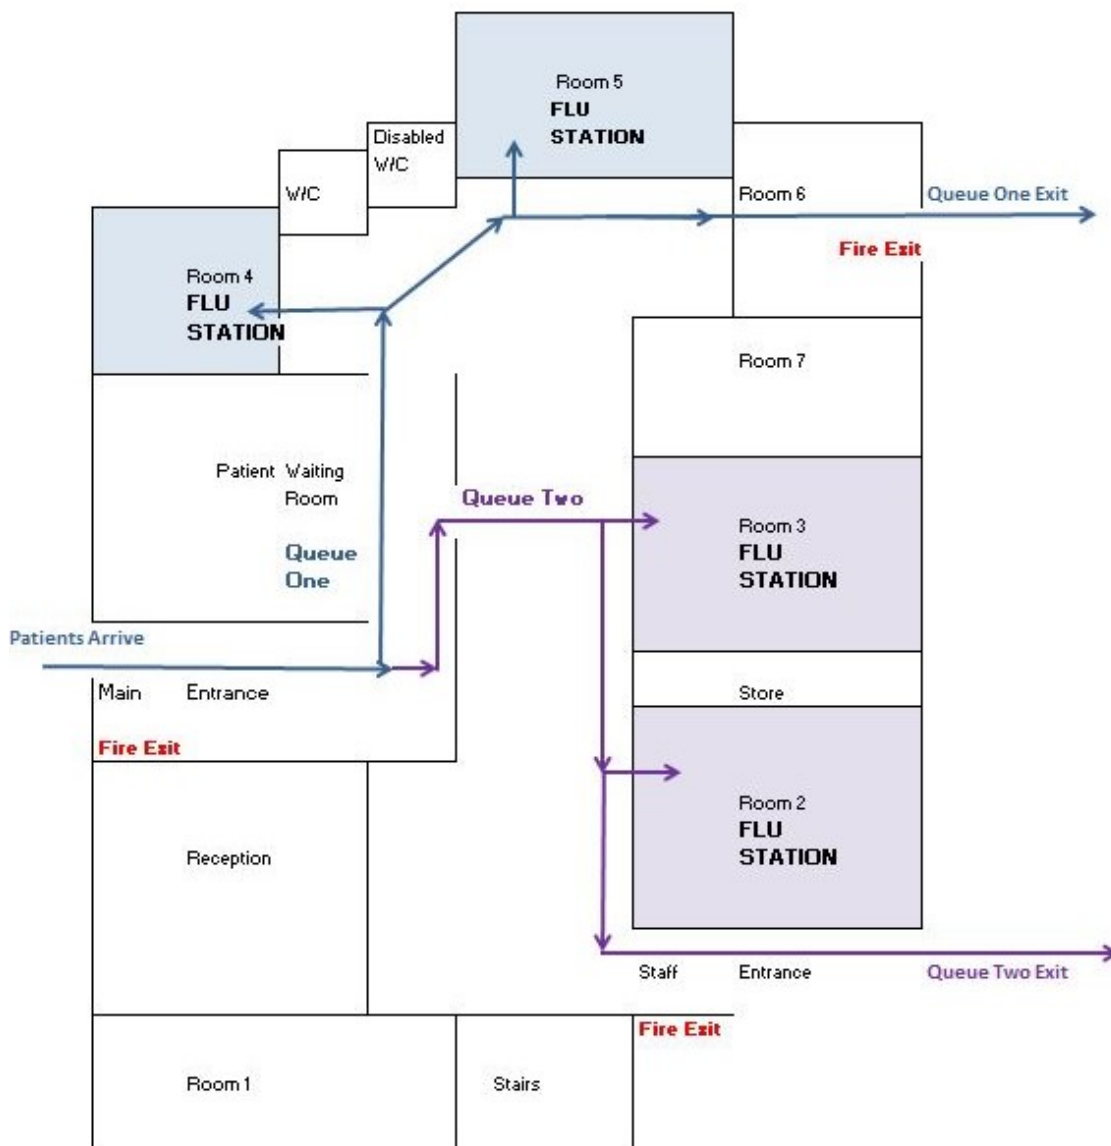 Room 5
FLU
STATION
Disabled
W/C
W/C
Room 6
Queue One Exit
Fire Exit
Room 4
FLU
STATION
Room 7
Patient Waiting
Room
Queue
One
Queue Two
Room 3
FLU
STATION
Patients Arrive
Main Entrance
Store
Fire Exit
Room 2
FLU
STATION
Reception
Staff Entrance
Queue Two Exit
Fire Exit
Room 1
Stairs